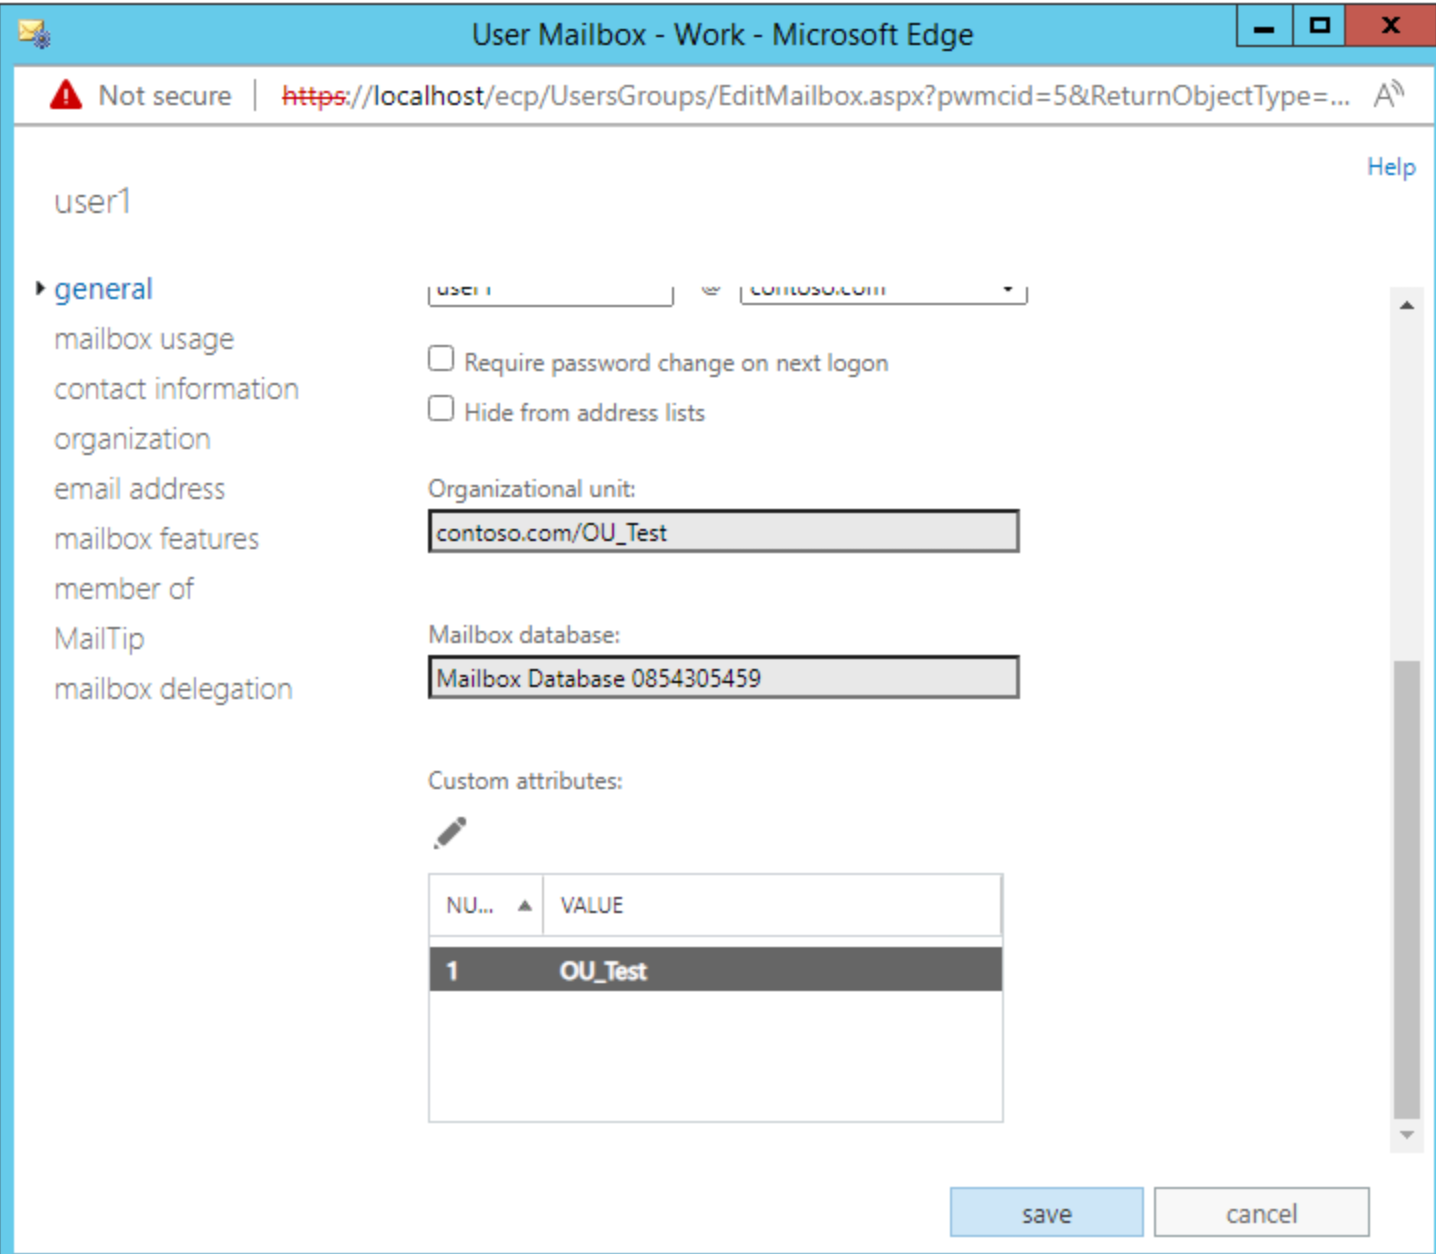 User Mailbox - Work - Microsoft Edge
Not secure | https://localhost/ecp/UsersGroups/EditMailbox.aspx?pwmcid=5&ReturnObjectType=...
Help
user1
general
mailbox usage
contact information
organization
email address
mailbox features
member of
MailTip
mailbox delegation
user1 @ contoso.com
Require password change on next logon
Hide from address lists
Organizational unit:
contoso.com/OU_Test
Mailbox database:
Mailbox Database 0854305459
Custom attributes:
NU... VALUE
1 OU_Test
save cancel